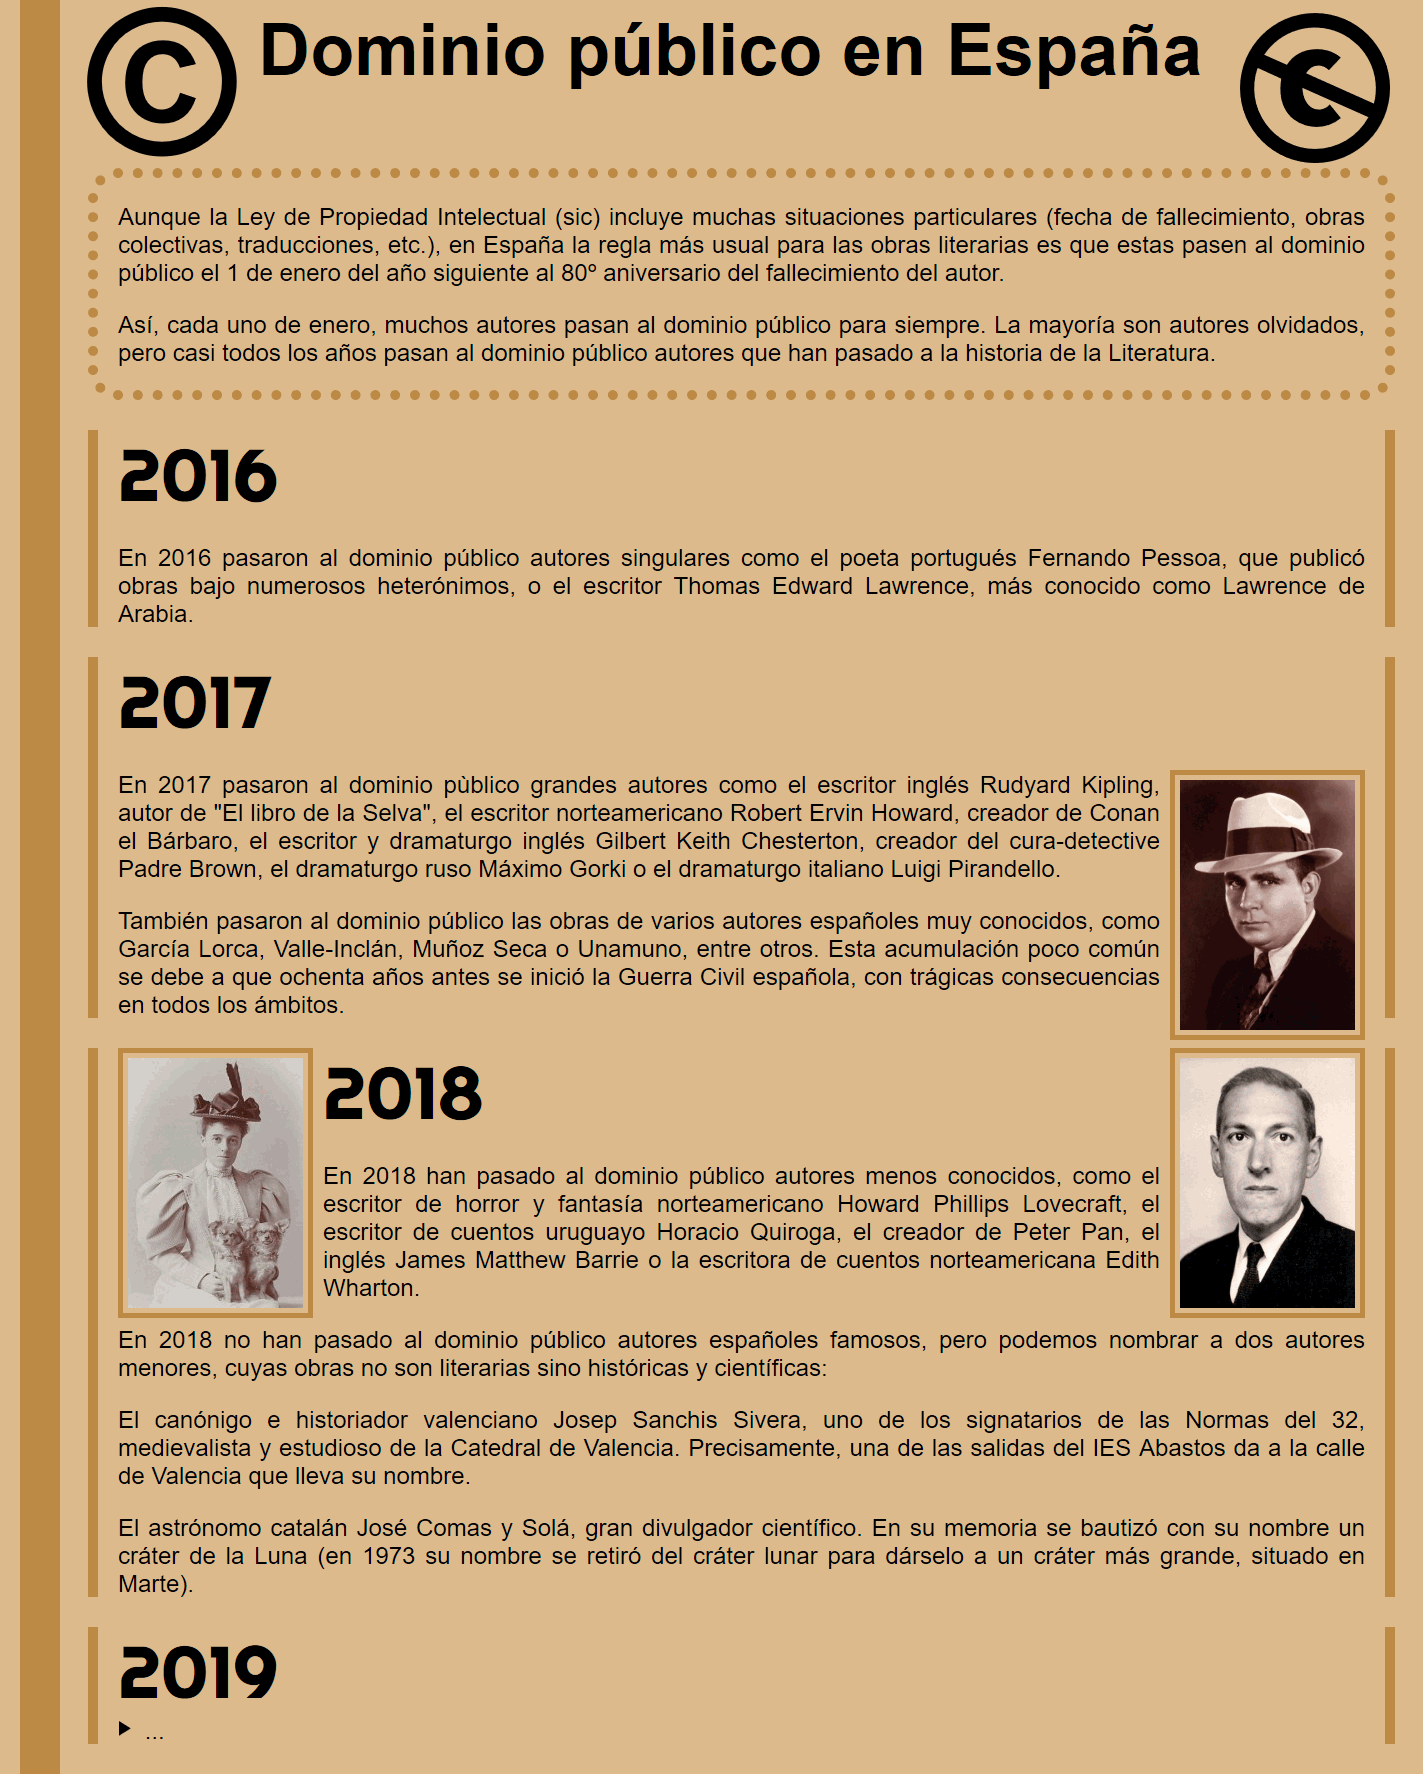 Dominio público en España
Aunque la Ley de Propiedad Intelectual (sic) incluye muchas situaciones particulares (fecha de fallecimiento, obras
colectivas, traducciones, etc.), en España la regla más usual para las obras literarias es que estas pasen al dominio
público el 1 de enero del año siguiente al 80º aniversario del fallecimiento del autor.
Así, cada uno de enero, muchos autores pasan al dominio público para siempre. La mayoría son autores olvidados,
pero casi todos los años pasan al dominio público autores que han pasado a la historia de la Literatura.
2016
En 2016 pasaron al dominio público autores singulares como el poeta portugués Fernando Pessoa, que publicó
obras bajo numerosos heterónimos, o el escritor Thomas Edward Lawrence, más conocido como Lawrence de
Arabia.
2017
En 2017 pasaron al dominio pùblico grandes autores como el escritor inglés Rudyard Kipling,
autor de "El libro de la Selva", el escritor norteamericano Robert Ervin Howard, creador de Conan
el Bárbaro, el escritor y dramaturgo inglés Gilbert Keith Chesterton, creador del cura-detective
Padre Brown, el dramaturgo ruso Máximo Gorki o el dramaturgo italiano Luigi Pirandello.
También pasaron al dominio público las obras de varios autores españoles muy conocidos, como
García Lorca, Valle-Inclán, Muñoz Seca o Unamuno, entre otros. Esta acumulación poco común
se debe a que ochenta años antes se inició la Guerra Civil española, con trágicas consecuencias
en todos los ámbitos.
2018
En 2018 han pasado al dominio público autores menos conocidos, como el
escritor de horror y fantasía norteamericano Howard Phillips Lovecraft, el
escritor de cuentos uruguayo Horacio Quiroga, el creador de Peter Pan, el
inglés James Matthew Barrie o la escritora de cuentos norteamericana Edith
Wharton.
En 2018 no han pasado al dominio público autores españoles famosos, pero podemos nombrar a dos autores
menores, cuyas obras no son literarias sino históricas y científicas:
El canónigo e historiador valenciano Josep Sanchis Sivera, uno de los signatarios de las Normas del 32,
medievalista y estudioso de la Catedral de Valencia. Precisamente, una de las salidas del IES Abastos da a la calle
de Valencia que lleva su nombre.
El astrónomo catalán José Comas y Solá, gran divulgador científico. En su memoria se bautizó con su nombre un
cráter de la Luna (en 1973 su nombre se retiró del cráter lunar para dárselo a un cráter más grande, situado en
Marte).
2019
...